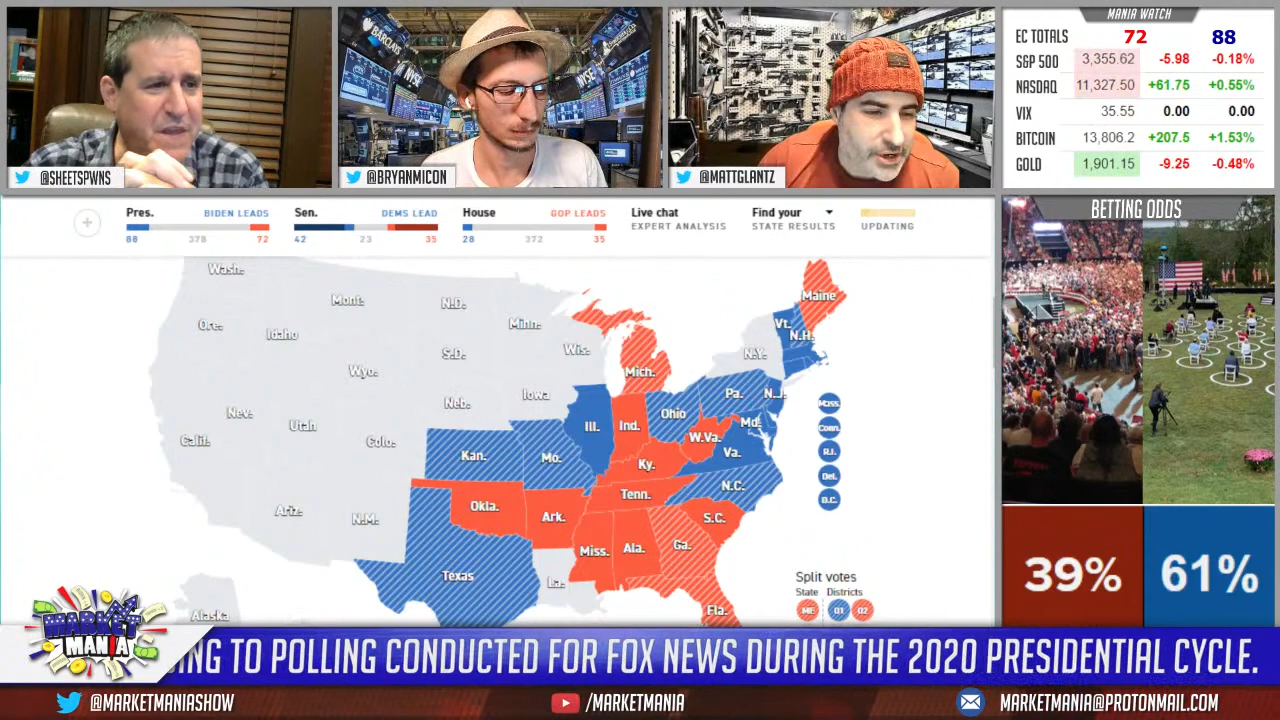 @SHEETSPWNS
BARCLAYS
NYSE
NYSE
@BRYANMICON
@MATTGLANTZ
MANIA WATCH
EC TOTALS 72 88
S&P 500 3,355.62 -5.98 -0.18%
NASDAQ 11,327.50 +61.75 +0.55%
VIX 35.55 0.00 0.00
BITCOIN 13,806.2 +207.5 +1.53%
GOLD 1,901.15 -9.25 -0.48%
Pres. BIDEN LEADS
88 378 72
Sen. DEMS LEAD
42 23 35
House GOP LEADS
28 372 35
Live chat
EXPERT ANALYSIS
Find your
STATE RESULTS
UPDATING
BETTING ODDS
Wash.
Maine
Mont.
N.D.
Ore.
Minn.
Vt.
Idaho
N.H.
Wis.
S.D.
N.Y.
Wyo.
Mich.
Iowa
Pa.
N.J.
Neb.
Mass.
Nev.
Ohio
Utah
Ill.
Ind.
Md.
Conn.
Calif.
Colo.
W.Va.
Va.
R.I.
Kan.
Mo.
Ky.
Del.
N.C.
Tenn.
D.C.
Okla.
Ariz.
N.M.
Ark.
S.C.
Miss.
Ala.
Ga.
Texas
La.
Fla.
Alaska
Split votes
State Districts
ME 01 02
39% 61%
MARKET
MANIA
NG TO POLLING CONDUCTED FOR FOX NEWS DURING THE 2020 PRESIDENTIAL CYCLE.
@MARKETMANIASHOW
/MARKETMANIA
MARKETMANIA@PROTONMAIL.COM